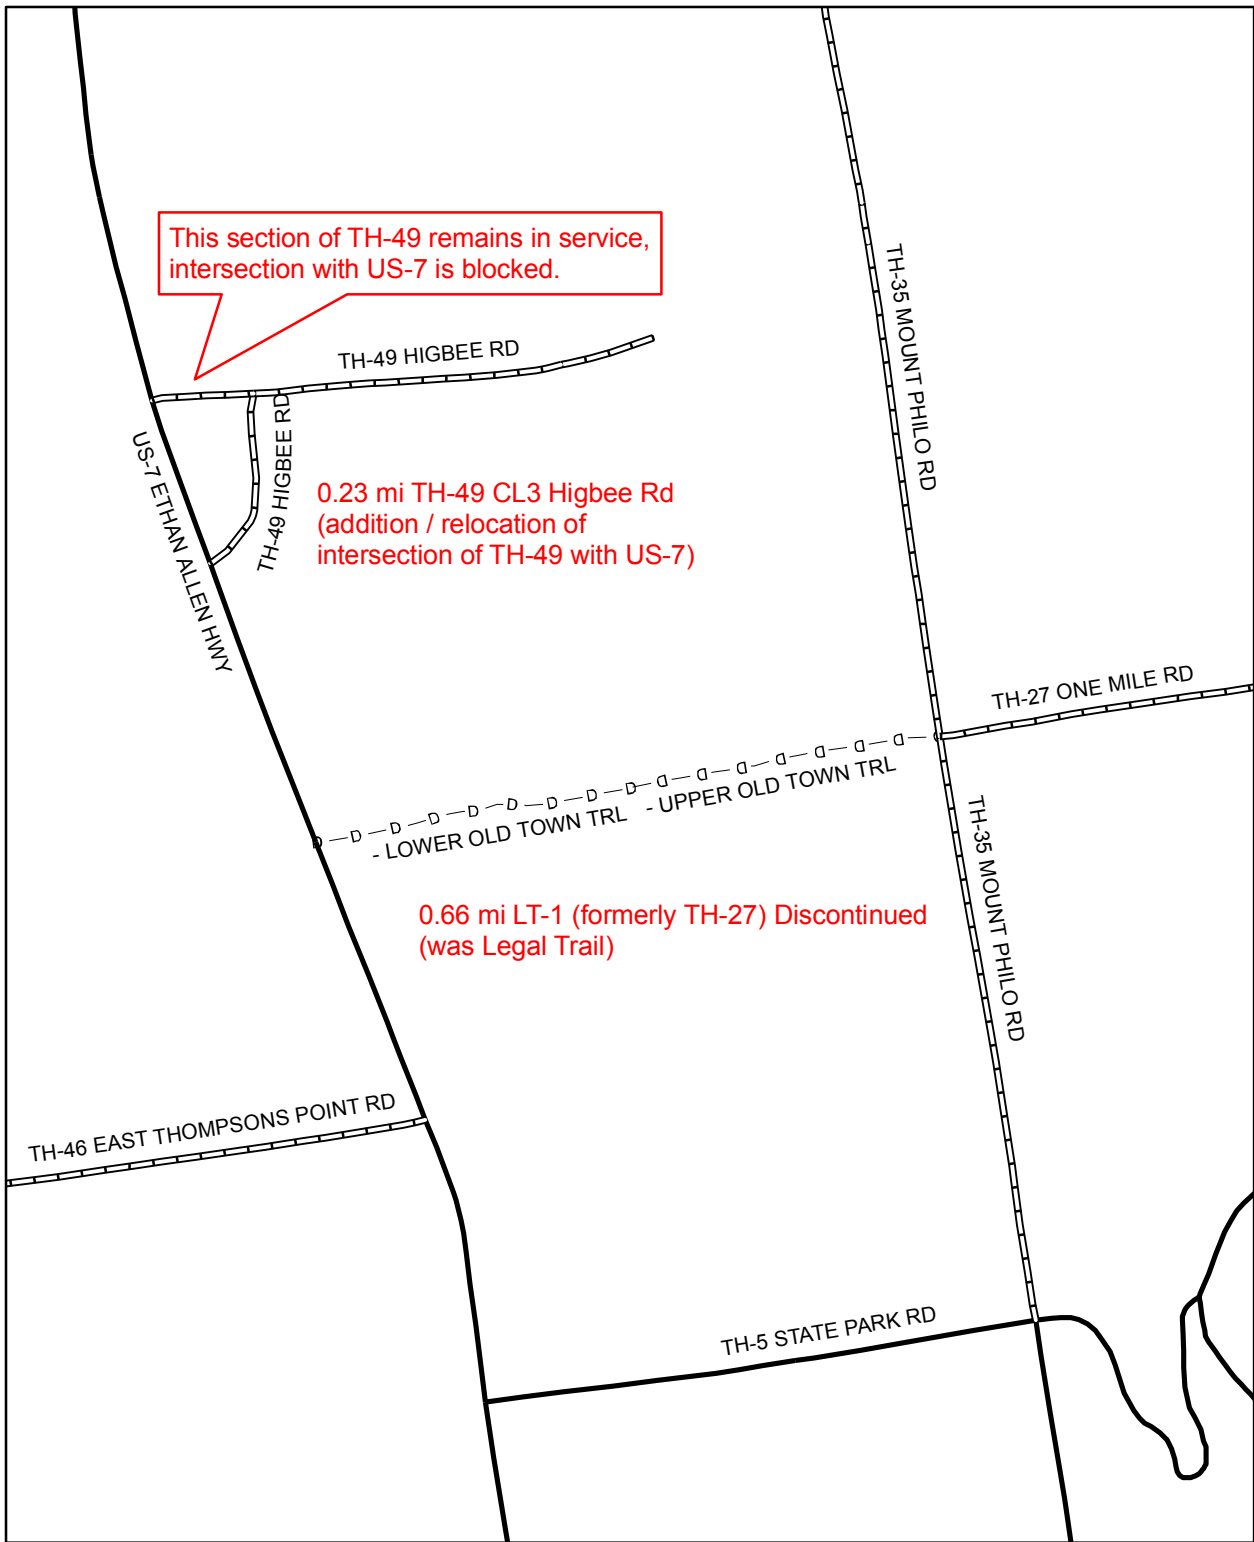 This section of TH-49 remains in service,
intersection with US-7 is blocked.
TH-35 MOUNT PHILO RD
TH-49 HIGBEE RD
TH-49 HIGBEE RD
US-7 ETHAN ALLEN HWY
0.23 mi TH-49 CL3 Higbee Rd
(addition / relocation of
intersection of TH-49 with US-7)
TH-27 ONE MILE RD
D D D D D D D D D D D D D D D D
- LOWER OLD TOWN TRL
- UPPER OLD TOWN TRL
TH-35 MOUNT PHILO RD
0.66 mi LT-1 (formerly TH-27) Discontinued
(was Legal Trail)
TH-46 EAST THOMPSONS POINT RD
TH-5 STATE PARK RD